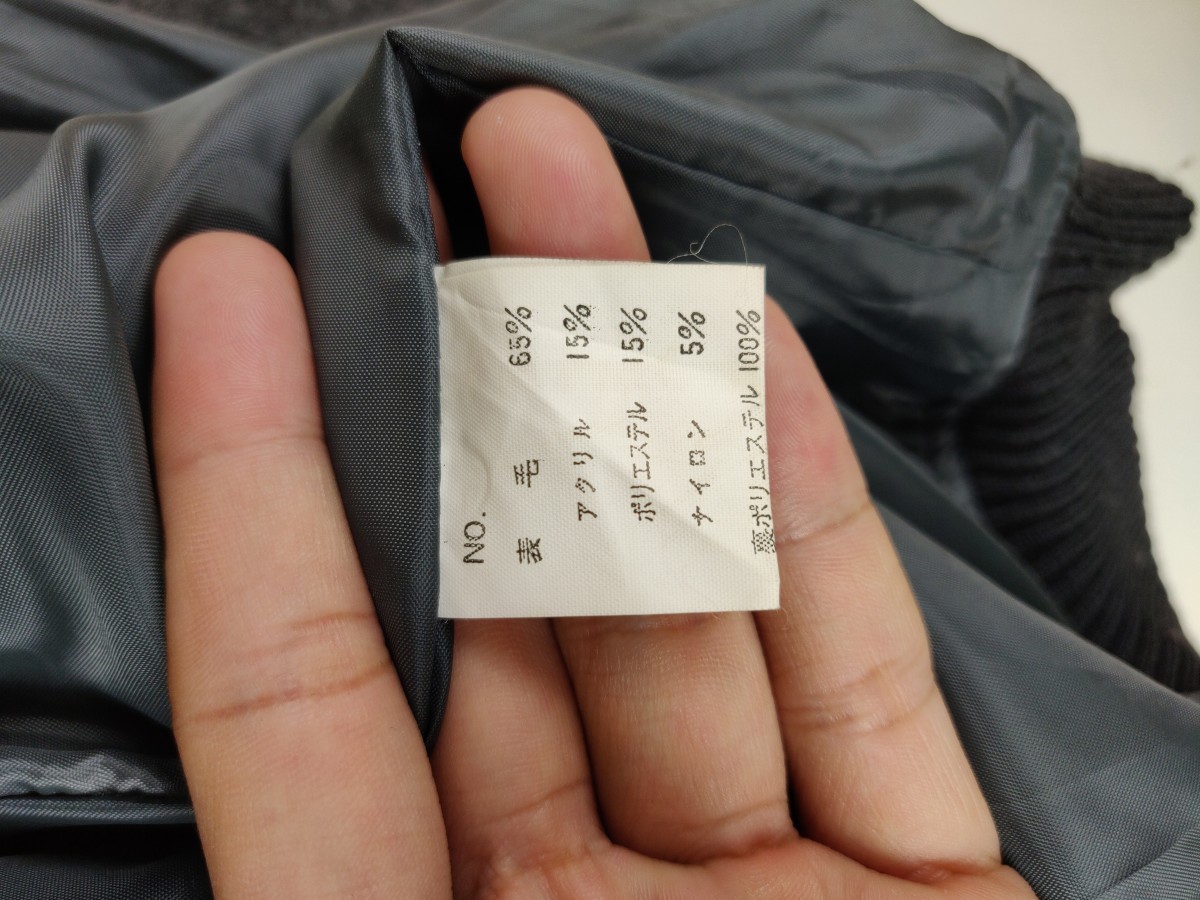 NO.
表 毛 65%
アクリル 15%
ポリエステル 15%
ナイロン 5%
裏ポリエステル 100%